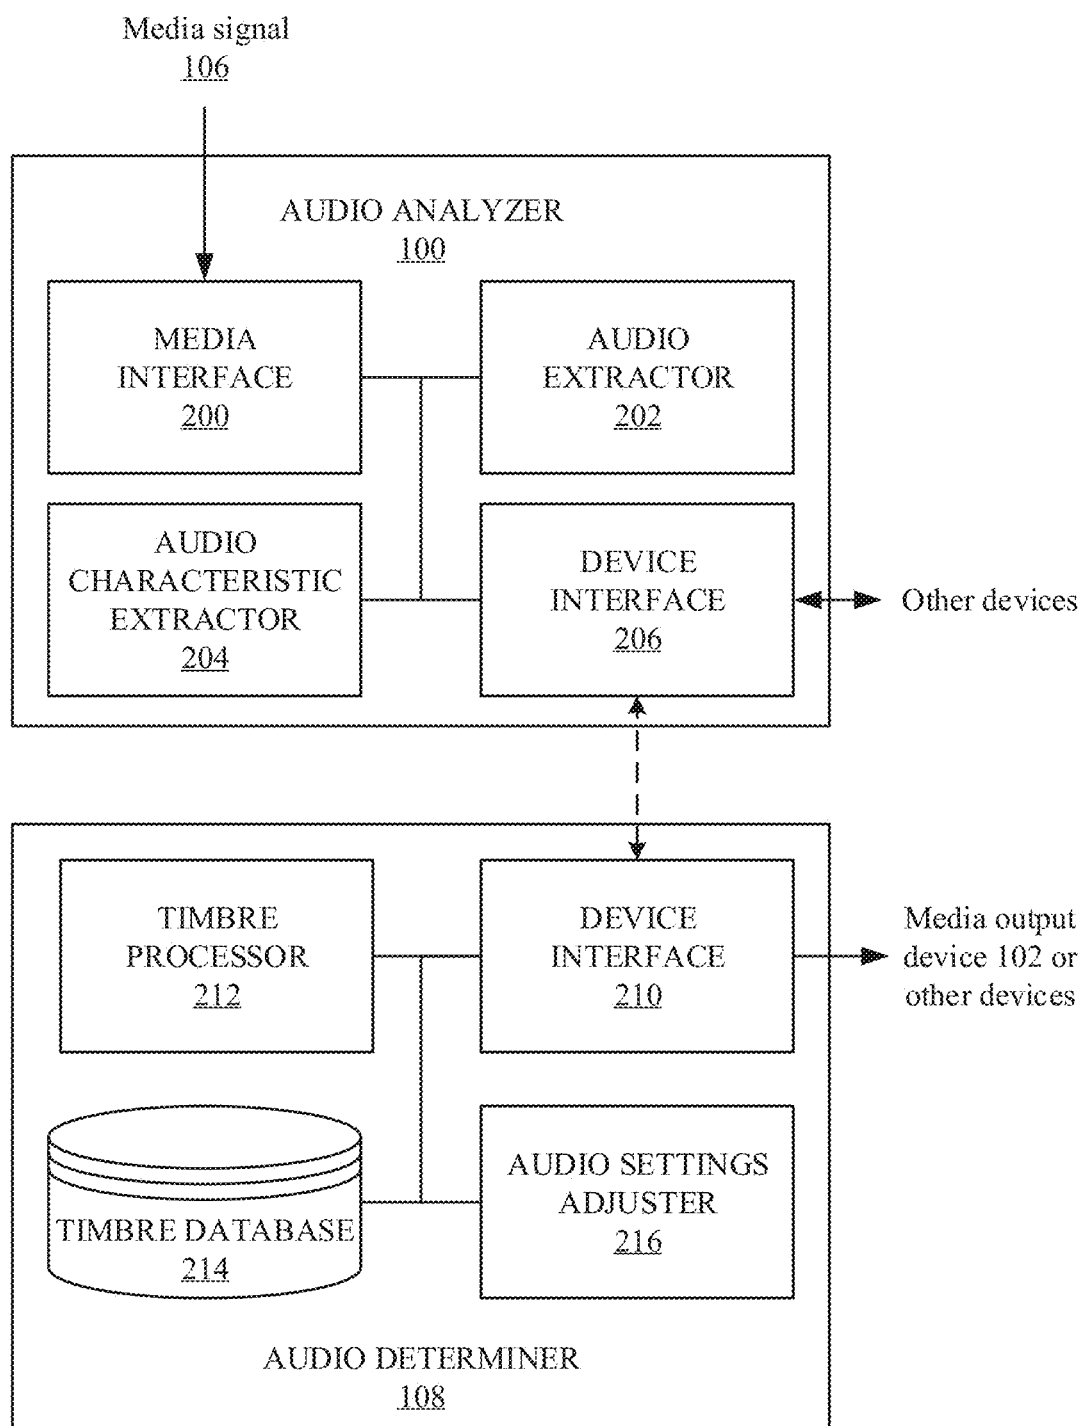 Media signal
106
AUDIO ANALYZER
100
MEDIA
INTERFACE
200
AUDIO
EXTRACTOR
202
AUDIO
CHARACTERISTIC
EXTRACTOR
204
DEVICE
INTERFACE
206
Other devices
TIMBRE
PROCESSOR
212
DEVICE
INTERFACE
210
Media output
device 102 or
other devices
TIMBRE DATABASE
214
AUDIO SETTINGS
ADJUSTER
216
AUDIO DETERMINER
108